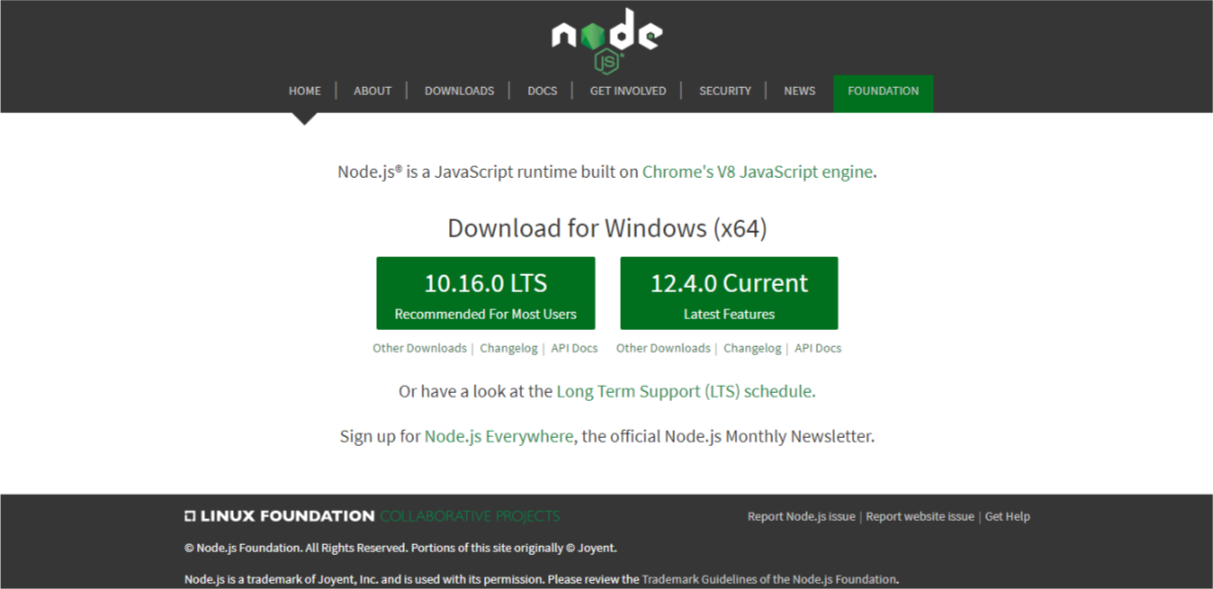 node
JS
HOME | ABOUT | DOWNLOADS | DOCS | GET INVOLVED | SECURITY | NEWS FOUNDATION
Node.js® is a JavaScript runtime built on Chrome's V8 JavaScript engine.
Download for Windows (x64)
10.16.0 LTS
Recommended For Most Users
12.4.0 Current
Latest Features
Other Downloads | Changelog | API Docs
Other Downloads | Changelog | API Docs
Or have a look at the Long Term Support (LTS) schedule.
Sign up for Node.js Everywhere, the official Node.js Monthly Newsletter.
LINUX FOUNDATION COLLABORATIVE PROJECTS
Report Node.js issue | Report website issue | Get Help
© Node.js Foundation. All Rights Reserved. Portions of this site originally © Joyent.
Node.js is a trademark of Joyent, Inc. and is used with its permission. Please review the Trademark Guidelines of the Node.js Foundation.